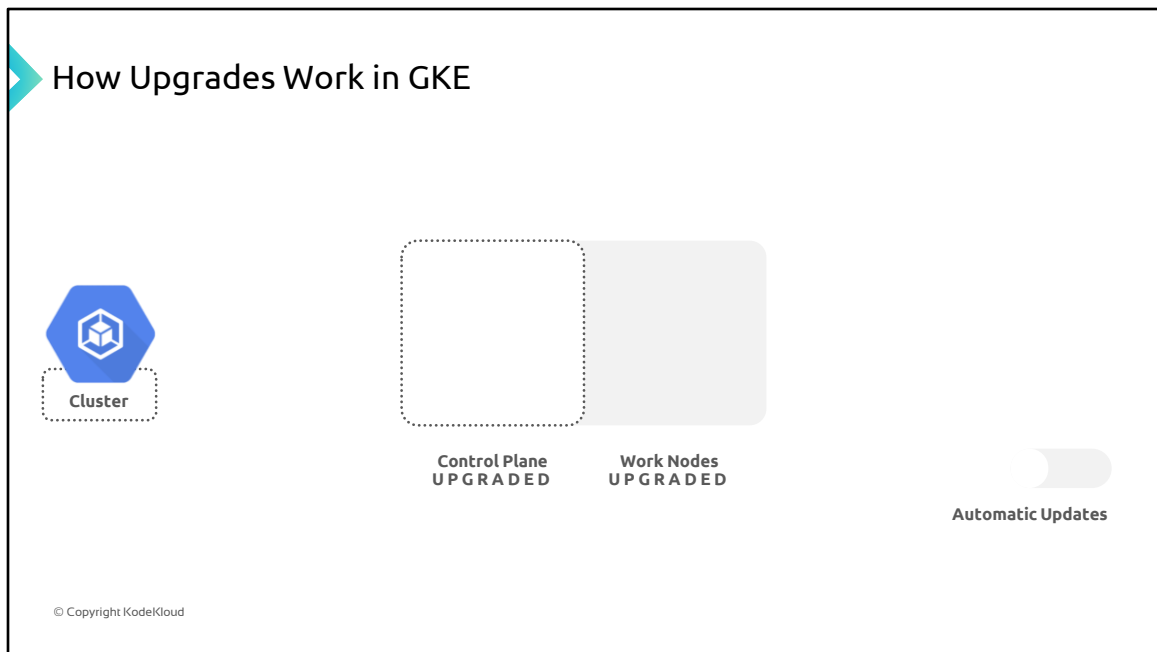 How Upgrades Work in GKE
Cluster
Control Plane
UPGRADED
Work Nodes
UPGRADED
Automatic Updates
© Copyright KodeKloud